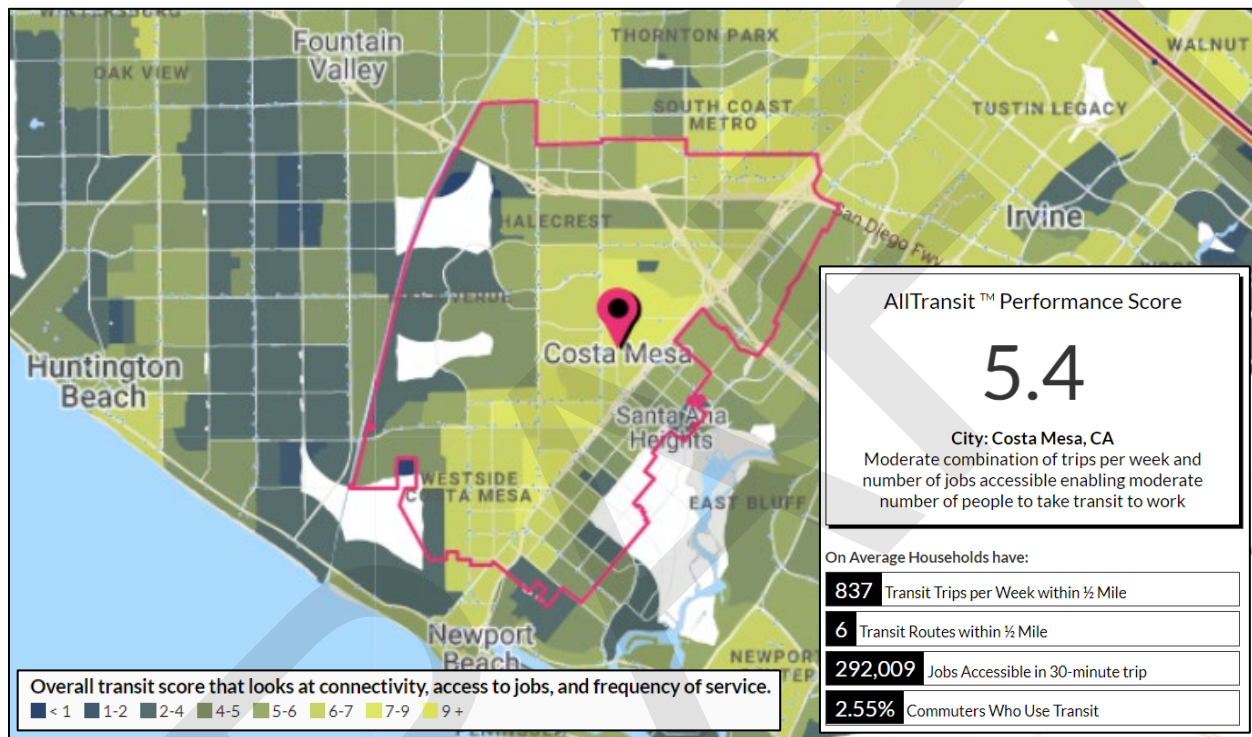 WINTERSBURG
Fountain
Valley
THORNTON PARK
WALNUT
OAK VIEW
SOUTH COAST
METRO
TUSTIN LEGACY
HALECREST
San Diego Fwy
Irvine
VERDE
Costa Mesa
Huntington
Beach
Santa Ana
Heights
WESTSIDE
COSTA MESA
EAST BLUFF
Newport
Beach
NEWPORT
AllTransit ™ Performance Score
5.4
City: Costa Mesa, CA
Moderate combination of trips per week and
number of jobs accessible enabling moderate
number of people to take transit to work
On Average Households have:
837 Transit Trips per Week within ½ Mile
6 Transit Routes within ½ Mile
292,009 Jobs Accessible in 30-minute trip
2.55% Commuters Who Use Transit
Overall transit score that looks at connectivity, access to jobs, and frequency of service.
< 1 1-2 2-4 4-5 5-6 6-7 7-9 9 +